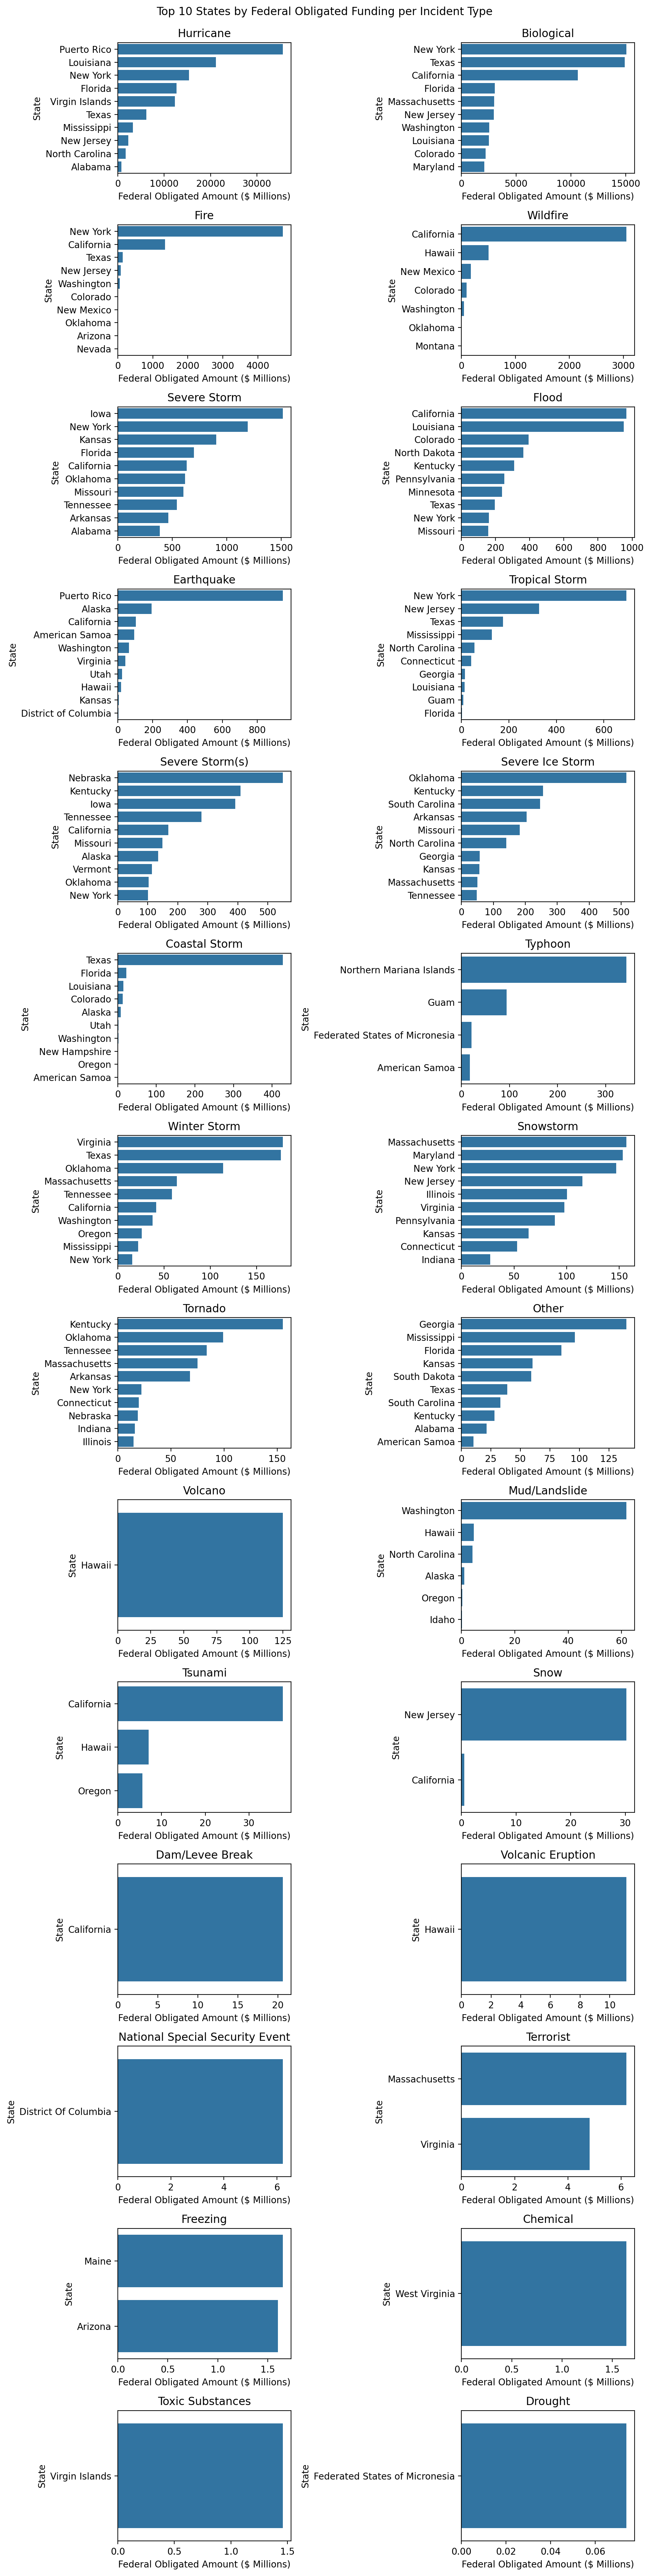 Top 10 States by Federal Obligated Funding per Incident Type
Hurricane
State
Puerto Rico
Louisiana
New York
Florida
Virgin Islands
Texas
Mississippi
New Jersey
North Carolina
Alabama
0 10000 20000 30000
Federal Obligated Amount ($ Millions)
Biological
State
New York
Texas
California
Florida
Massachusetts
New Jersey
Washington
Louisiana
Colorado
Maryland
0 5000 10000 15000
Federal Obligated Amount ($ Millions)
Fire
State
New York
California
Texas
New Jersey
Washington
Colorado
New Mexico
Oklahoma
Arizona
Nevada
0 1000 2000 3000 4000
Federal Obligated Amount ($ Millions)
Wildfire
State
California
Hawaii
New Mexico
Colorado
Washington
Oklahoma
Montana
0 1000 2000 3000
Federal Obligated Amount ($ Millions)
Severe Storm
State
Iowa
New York
Kansas
Florida
California
Oklahoma
Missouri
Tennessee
Arkansas
Alabama
0 500 1000 1500
Federal Obligated Amount ($ Millions)
Flood
State
California
Louisiana
Colorado
North Dakota
Kentucky
Pennsylvania
Minnesota
Texas
New York
Missouri
0 200 400 600 800 1000
Federal Obligated Amount ($ Millions)
Earthquake
State
Puerto Rico
Alaska
California
American Samoa
Washington
Virginia
Utah
Hawaii
Kansas
District of Columbia
0 200 400 600 800
Federal Obligated Amount ($ Millions)
Tropical Storm
State
New York
New Jersey
Texas
Mississippi
North Carolina
Connecticut
Georgia
Louisiana
Guam
Florida
0 200 400 600
Federal Obligated Amount ($ Millions)
Severe Storm(s)
State
Nebraska
Kentucky
Iowa
Tennessee
California
Missouri
Alaska
Vermont
Oklahoma
New York
0 100 200 300 400 500
Federal Obligated Amount ($ Millions)
Severe Ice Storm
State
Oklahoma
Kentucky
South Carolina
Arkansas
Missouri
North Carolina
Georgia
Kansas
Massachusetts
Tennessee
0 100 200 300 400 500
Federal Obligated Amount ($ Millions)
Coastal Storm
State
Texas
Florida
Louisiana
Colorado
Alaska
Utah
Washington
New Hampshire
Oregon
American Samoa
0 100 200 300 400
Federal Obligated Amount ($ Millions)
Typhoon
State
Northern Mariana Islands
Guam
Federated States of Micronesia
American Samoa
0 100 200 300
Federal Obligated Amount ($ Millions)
Winter Storm
State
Virginia
Texas
Oklahoma
Massachusetts
Tennessee
California
Washington
Oregon
Mississippi
New York
0 50 100 150
Federal Obligated Amount ($ Millions)
Snowstorm
State
Massachusetts
Maryland
New York
New Jersey
Illinois
Virginia
Pennsylvania
Kansas
Connecticut
Indiana
0 50 100 150
Federal Obligated Amount ($ Millions)
Tornado
State
Kentucky
Oklahoma
Tennessee
Massachusetts
Arkansas
New York
Connecticut
Nebraska
Indiana
Illinois
0 50 100 150
Federal Obligated Amount ($ Millions)
Other
State
Georgia
Mississippi
Florida
Kansas
South Dakota
Texas
South Carolina
Kentucky
Alabama
American Samoa
0 25 50 75 100 125
Federal Obligated Amount ($ Millions)
Volcano
State
Hawaii
0 25 50 75 100 125
Federal Obligated Amount ($ Millions)
Mud/Landslide
State
Washington
Hawaii
North Carolina
Alaska
Oregon
Idaho
0 20 40 60
Federal Obligated Amount ($ Millions)
Tsunami
State
California
Hawaii
Oregon
0 10 20 30
Federal Obligated Amount ($ Millions)
Snow
State
New Jersey
California
0 10 20 30
Federal Obligated Amount ($ Millions)
Dam/Levee Break
State
California
0 5 10 15 20
Federal Obligated Amount ($ Millions)
Volcanic Eruption
State
Hawaii
0 2 4 6 8 10
Federal Obligated Amount ($ Millions)
National Special Security Event
State
District Of Columbia
0 2 4 6
Federal Obligated Amount ($ Millions)
Terrorist
State
Massachusetts
Virginia
0 2 4 6
Federal Obligated Amount ($ Millions)
Freezing
State
Maine
Arizona
0.0 0.5 1.0 1.5
Federal Obligated Amount ($ Millions)
Chemical
State
West Virginia
0.0 0.5 1.0 1.5
Federal Obligated Amount ($ Millions)
Toxic Substances
State
Virgin Islands
0.0 0.5 1.0 1.5
Federal Obligated Amount ($ Millions)
Drought
State
Federated States of Micronesia
0.00 0.02 0.04 0.06
Federal Obligated Amount ($ Millions)